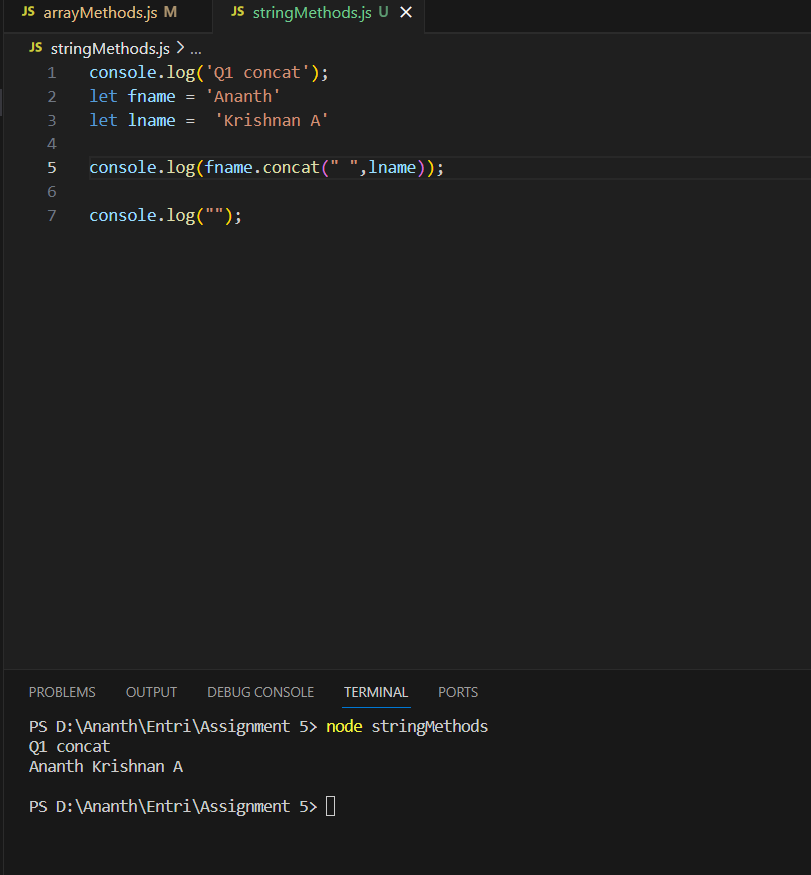 JS arrayMethods.js M JS stringMethods.js U ×
JS stringMethods.js > ...
1 console.log('Q1 concat');
2 let fname = 'Ananth'
3 let lname =  'Krishnan A'
4
5 console.log(fname.concat(" ",lname));
6
7 console.log("");
PROBLEMS OUTPUT DEBUG CONSOLE TERMINAL PORTS
PS D:\Ananth\Entri\Assignment 5> node stringMethods
Q1 concat
Ananth Krishnan A
PS D:\Ananth\Entri\Assignment 5>